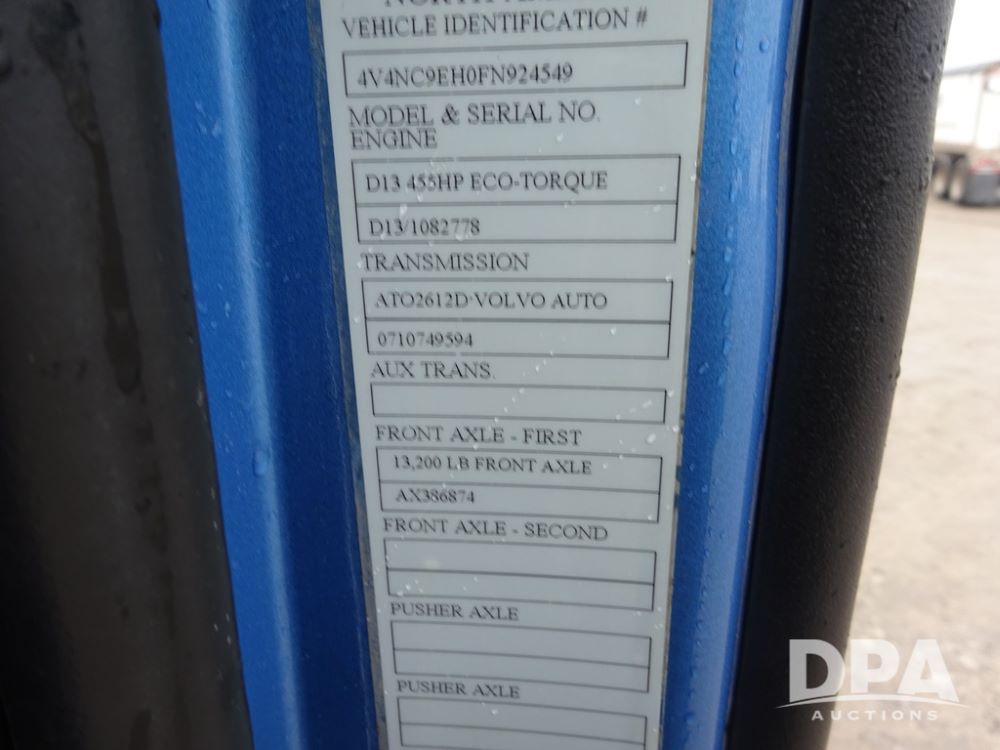 VEHICLE IDENTIFICATION #
4V4NC9EH0FN924549
MODEL & SERIAL NO.
ENGINE
D13 455HP ECO-TORQUE
D13/1082778
TRANSMISSION
ATO2612D VOLVO AUTO
0710749594
AUX TRANS.
FRONT AXLE - FIRST
13,200 LB FRONT AXLE
AX386874
FRONT AXLE - SECOND
PUSHER AXLE
PUSHER AXLE
DPA
AUCTIONS